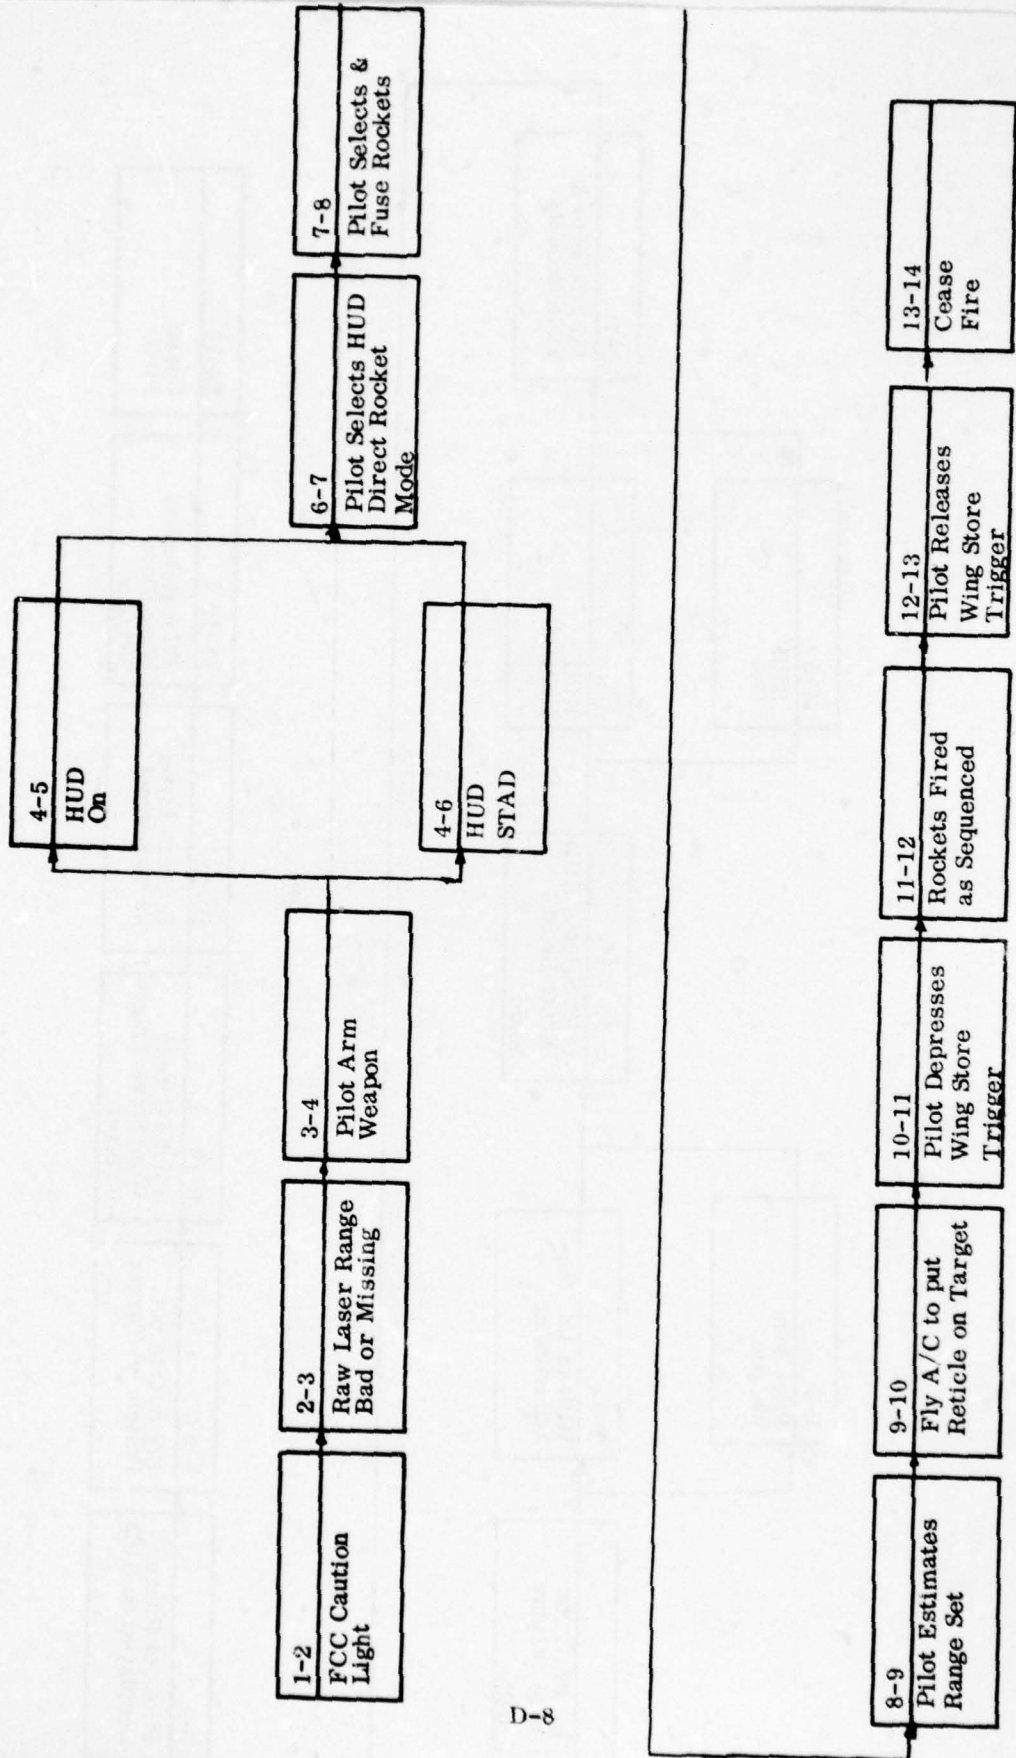 1-2
FCC Caution
Light
2-3
Raw Laser Range
Bad or Missing
3-4
Pilot Arm
Weapon
4-5
HUD
On
4-6
HUD
STAD
6-7
Pilot Selects HUD
Direct Rocket
Mode
7-8
Pilot Selects &
Fuse Rockets
8-9
Pilot Estimates
Range Set
9-10
Fly A/C to put
Reticle on Target
10-11
Pilot Depresses
Wing Store
Trigger
11-12
Rockets Fired
as Sequenced
12-13
Pilot Releases
Wing Store
Trigger
13-14
Cease
Fire
D-8